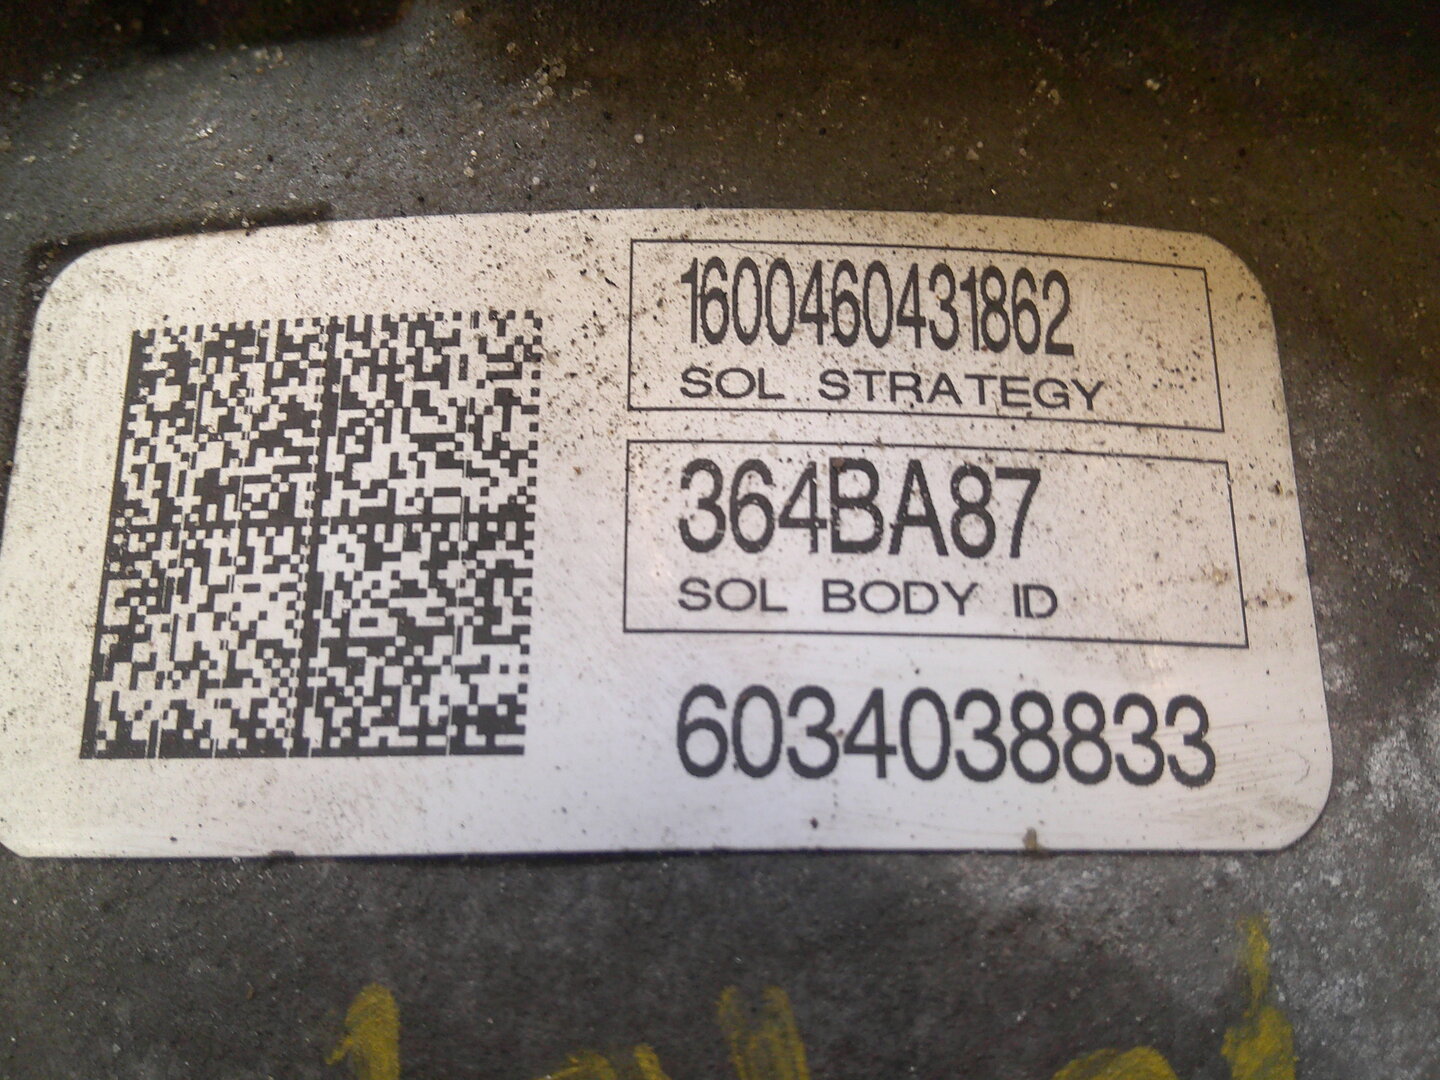 1600460431862
SOL STRATEGY
364BA87
SOL BODY ID
6034038833